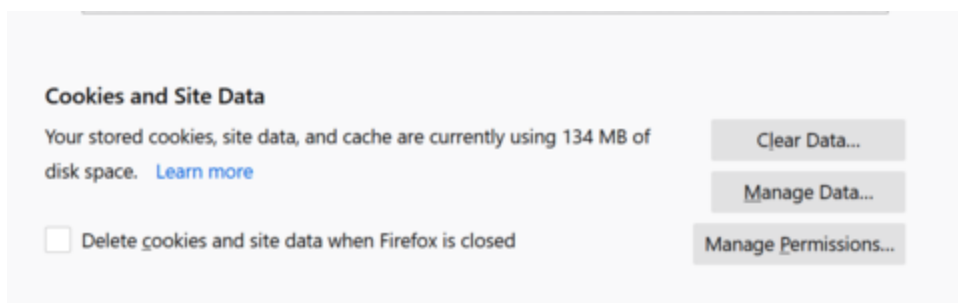 Cookies and Site Data
Your stored cookies, site data, and cache are currently using 134 MB of
disk space. Learn more
Clear Data...
Manage Data...
Delete cookies and site data when Firefox is closed
Manage Permissions...